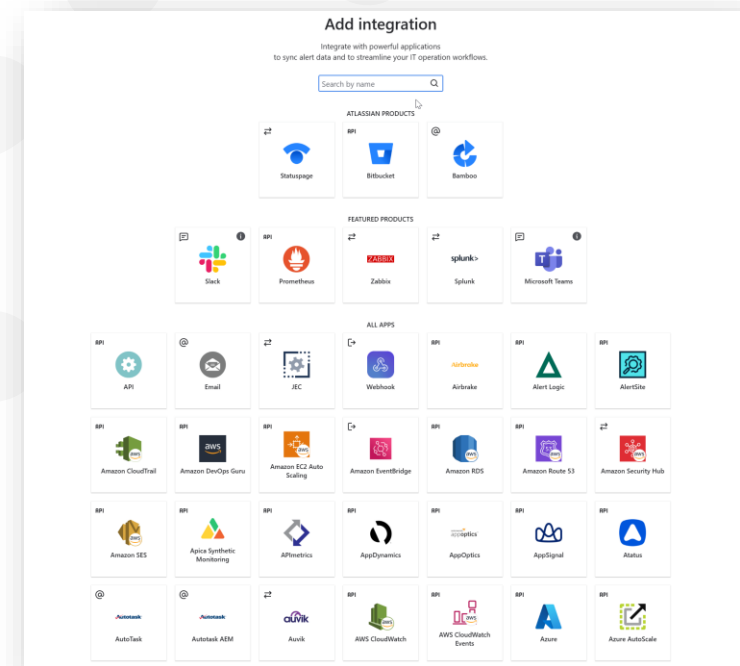 Add integration
Integrate with powerful applications
to sync alert data and to streamline your IT operation workflows.
Search by name
ATLASSIAN PRODUCTS
API
@
Statuspage
Bitbucket
Bamboo
FEATURED PRODUCTS
API
ZABBIX
splunk>
T
Slack
Prometheus
Zabbix
Splunk
Microsoft Teams
ALL APPS
API
@
API
API
API
Airbrake
API
Email
JEC
Webhook
Airbrake
Alert Logic
AlertSite
API
API
API
API
API
aws
aws
aws
aws
aws
aws
Amazon CloudTrail
Amazon DevOps Guru
Amazon EC2 Auto
Scaling
Amazon EventBridge
Amazon RDS
Amazon Route 53
Amazon Security Hub
API
API
API
API
API
API
API
aws
appoptics
Amazon SES
Apica Synthetic
Monitoring
APImetrics
AppDynamics
AppOptics
AppSignal
Atatus
@
@
API
API
API
API
Autotask
Autotask
auvik
aws
aws
AutoTask
Autotask AEM
Auvik
AWS CloudWatch
AWS CloudWatch
Events
Azure
Azure AutoScale